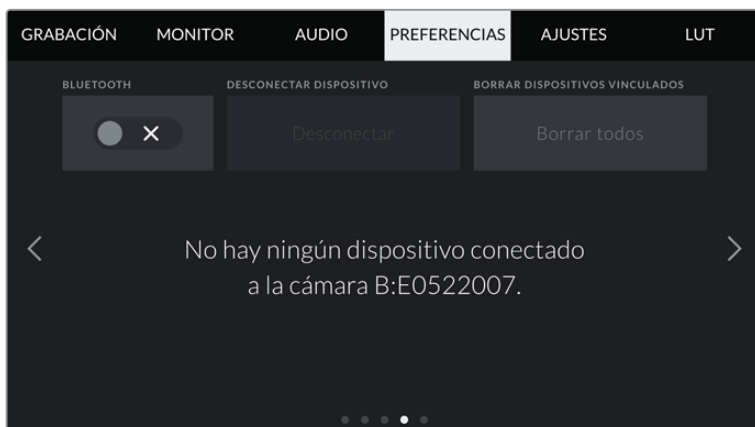 GRABACIÓN MONITOR AUDIO PREFERENCIAS AJUSTES LUT
BLUETOOTH DESCONECTAR DISPOSITIVO BORRAR DISPOSITIVOS VINCULADOS
Desconectar Borrar todos
No hay ningún dispositivo conectado
a la cámara B:E0522007.